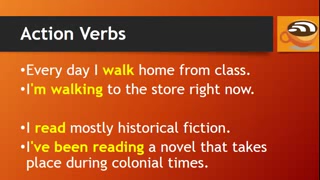 Action Verbs
•Every day I walk home from class.
•I'm walking to the store right now.
•I read mostly historical fiction.
•I've been reading a novel that takes
place during colonial times.